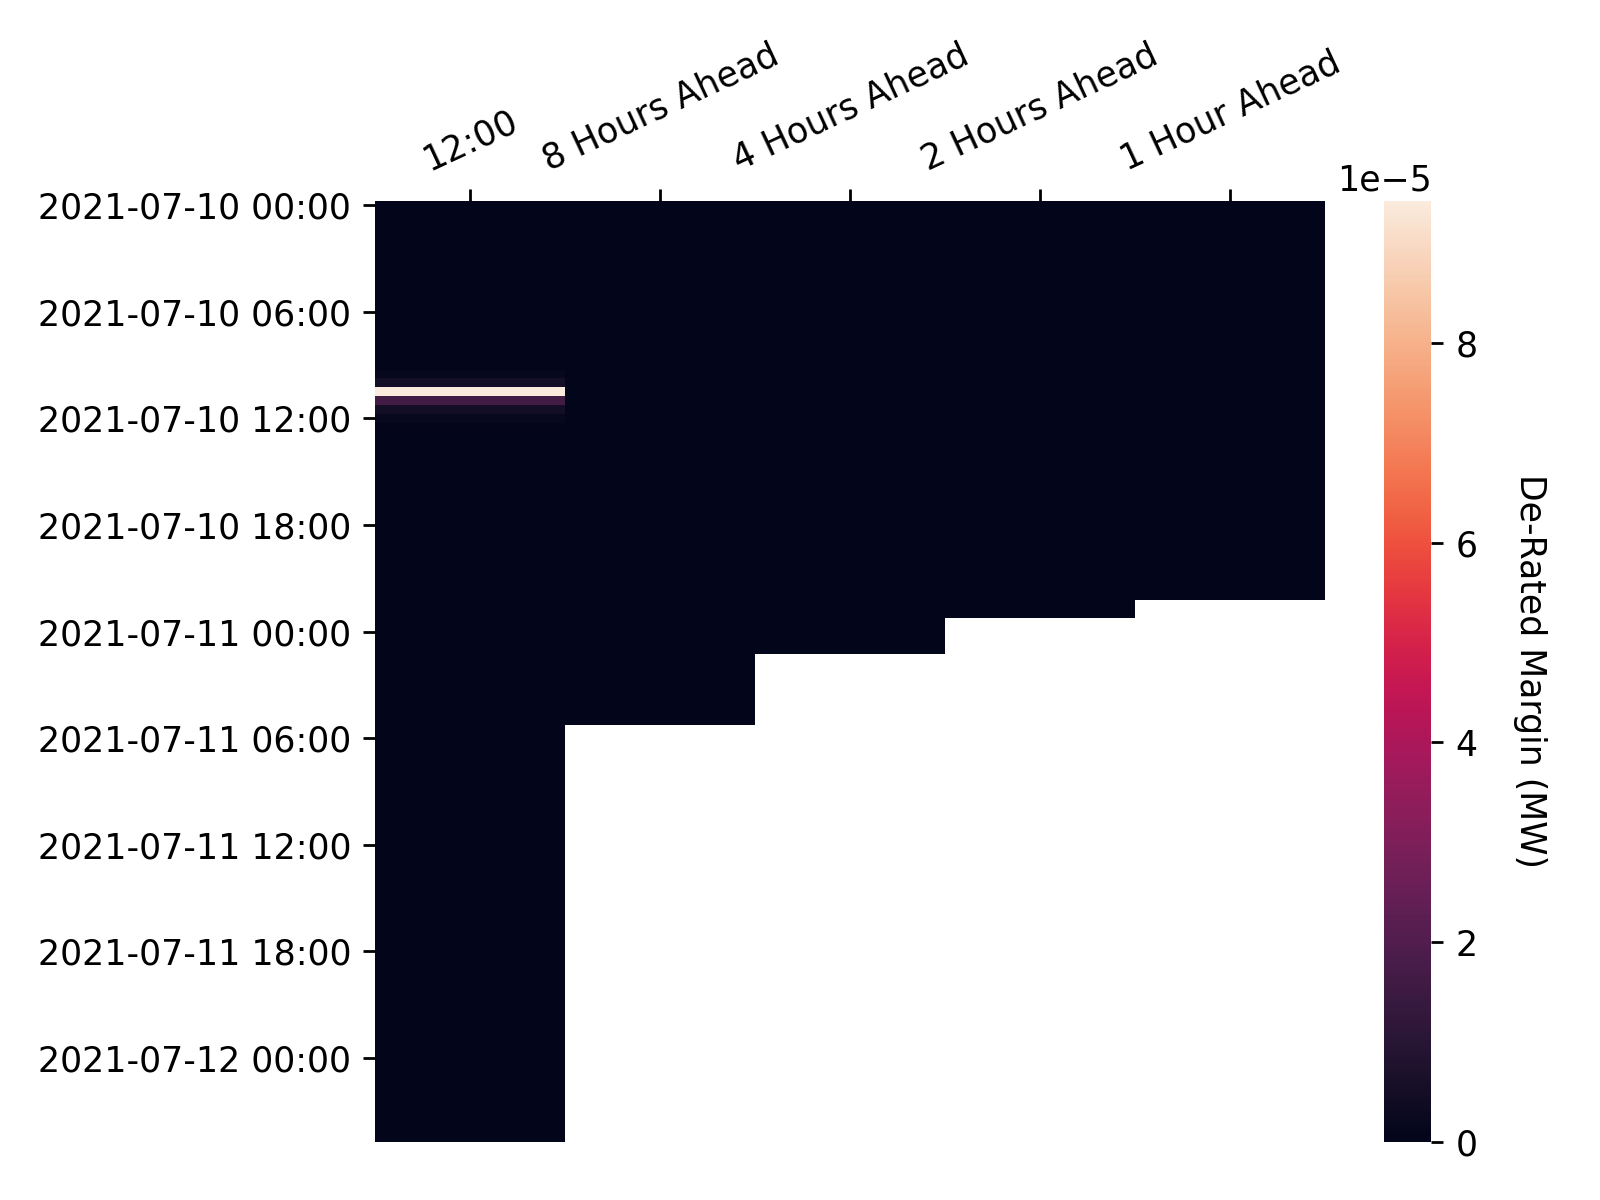 12:00
8 Hours Ahead
4 Hours Ahead
2 Hours Ahead
1 Hour Ahead
1e−5
2021-07-10 00:00
2021-07-10 06:00
2021-07-10 12:00
2021-07-10 18:00
2021-07-11 00:00
2021-07-11 06:00
2021-07-11 12:00
2021-07-11 18:00
2021-07-12 00:00
8
6
4
2
0
De-Rated Margin (MW)